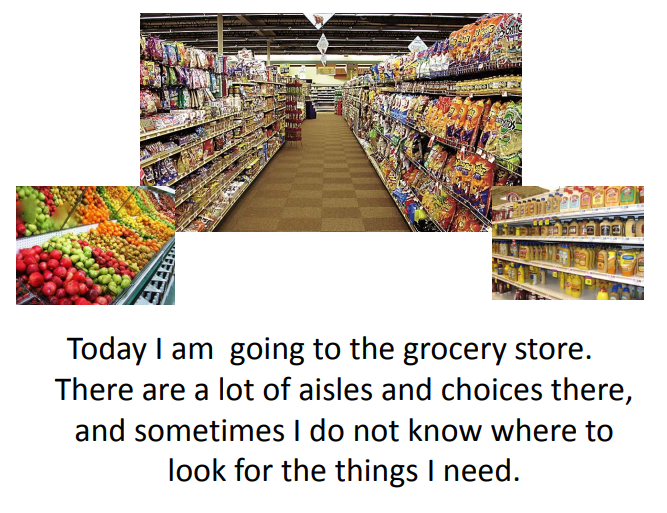 Today I am  going to the grocery store.
There are a lot of aisles and choices there,
and sometimes I do not know where to
look for the things I need.